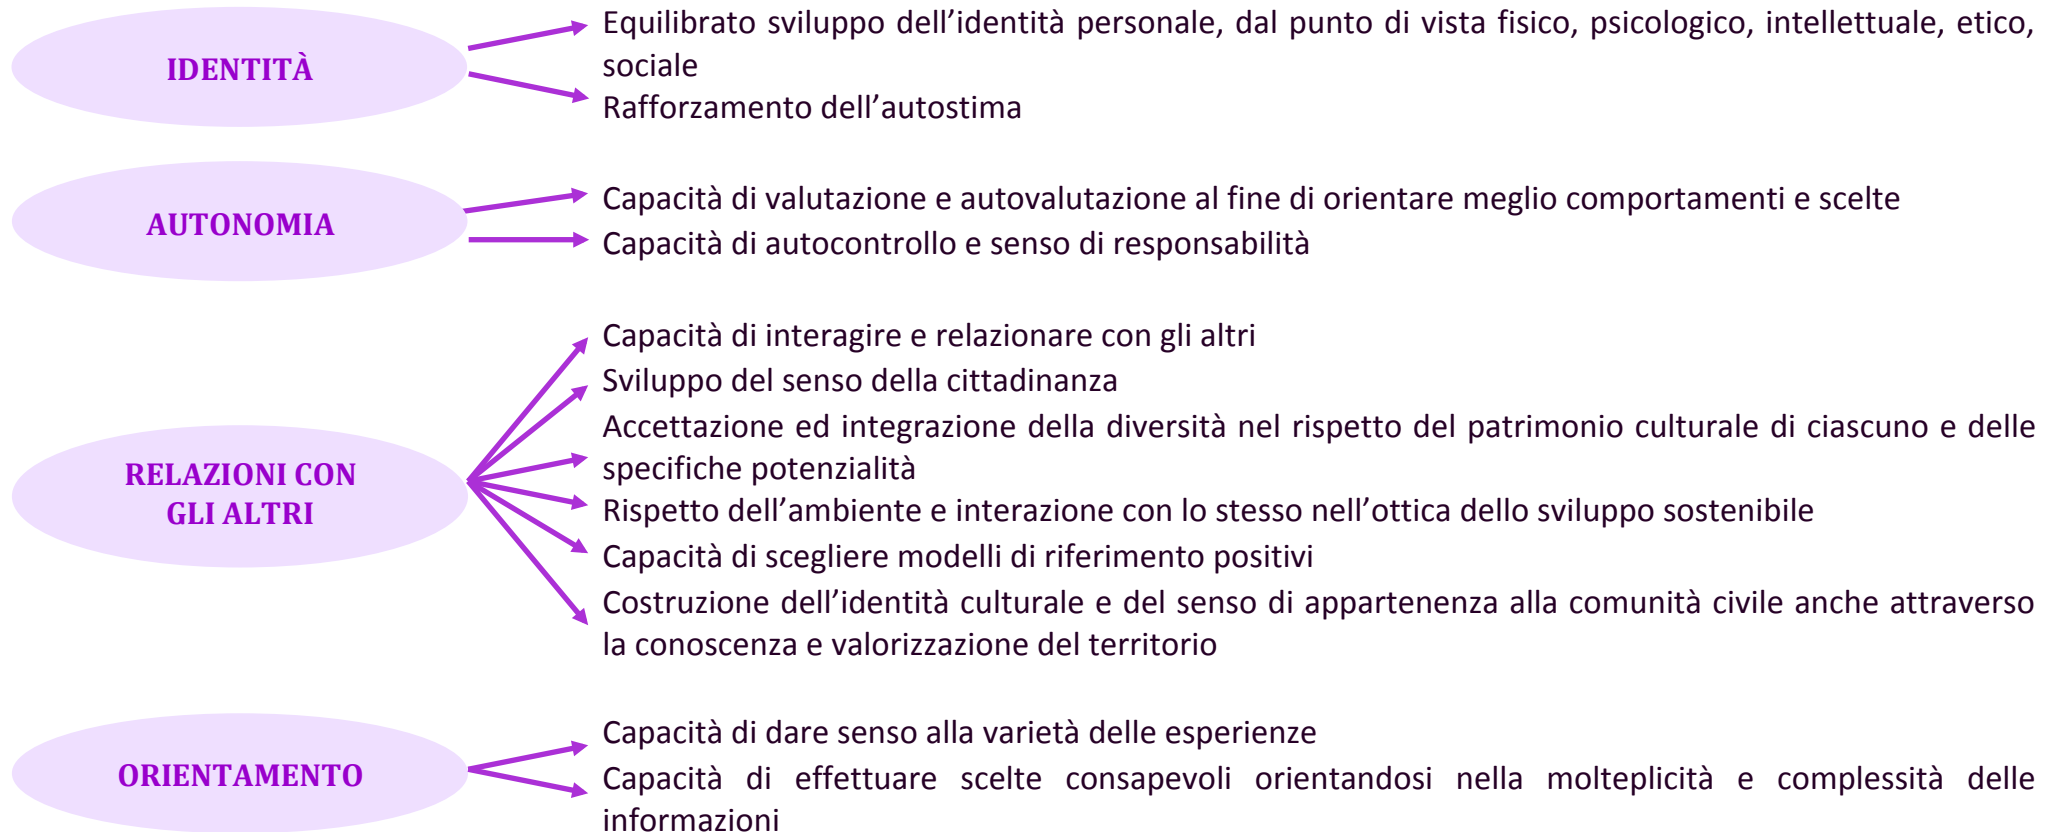 IDENTITÀ
Equilibrato sviluppo dell’identità personale, dal punto di vista fisico, psicologico, intellettuale, etico,
sociale
Rafforzamento dell’autostima
AUTONOMIA
Capacità di valutazione e autovalutazione al fine di orientare meglio comportamenti e scelte
Capacità di autocontrollo e senso di responsabilità
RELAZIONI CON
GLI ALTRI
Capacità di interagire e relazionare con gli altri
Sviluppo del senso della cittadinanza
Accettazione ed integrazione della diversità nel rispetto del patrimonio culturale di ciascuno e delle
specifiche potenzialità
Rispetto dell’ambiente e interazione con lo stesso nell’ottica dello sviluppo sostenibile
Capacità di scegliere modelli di riferimento positivi
Costruzione dell’identità culturale e del senso di appartenenza alla comunità civile anche attraverso
la conoscenza e valorizzazione del territorio
ORIENTAMENTO
Capacità di dare senso alla varietà delle esperienze
Capacità di effettuare scelte consapevoli orientandosi nella molteplicità e complessità delle
informazioni